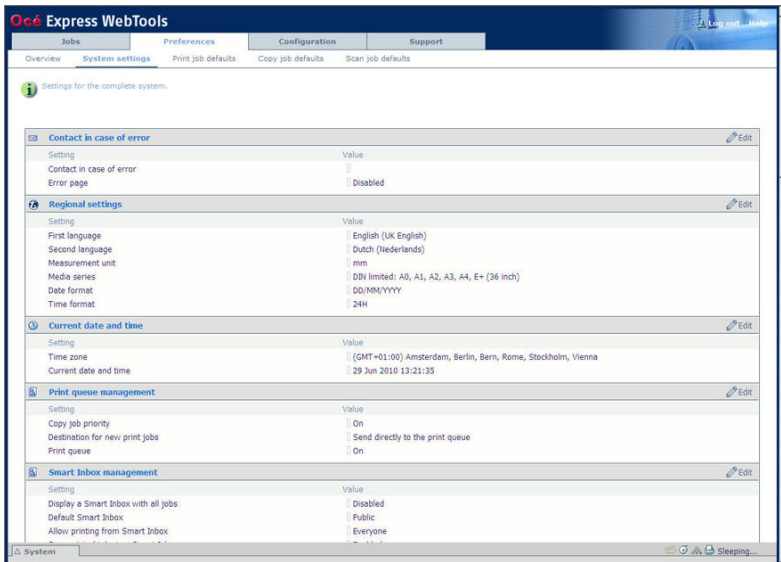 Océ Express WebTools
Log out Help
Jobs Preferences Configuration Support
Overview System settings Print job defaults Copy job defaults Scan job defaults
Settings for the complete system.
Contact in case of error Edit
Setting Value
Contact in case of error
Error page Disabled
Regional settings Edit
Setting Value
First language English (UK English)
Second language Dutch (Nederlands)
Measurement unit mm
Media series DIN limited: A0, A1, A2, A3, A4, E+ (36 inch)
Date format DD/MM/YYYY
Time format 24H
Current date and time Edit
Setting Value
Time zone (GMT+01:00) Amsterdam, Berlin, Bern, Rome, Stockholm, Vienna
Current date and time 29 Jun 2010 13:21:35
Print queue management Edit
Setting Value
Copy job priority On
Destination for new print jobs Send directly to the print queue
Print queue On
Smart Inbox management Edit
Setting Value
Display a Smart Inbox with all jobs Disabled
Default Smart Inbox Public
Allow printing from Smart Inbox Everyone
System Sleeping...